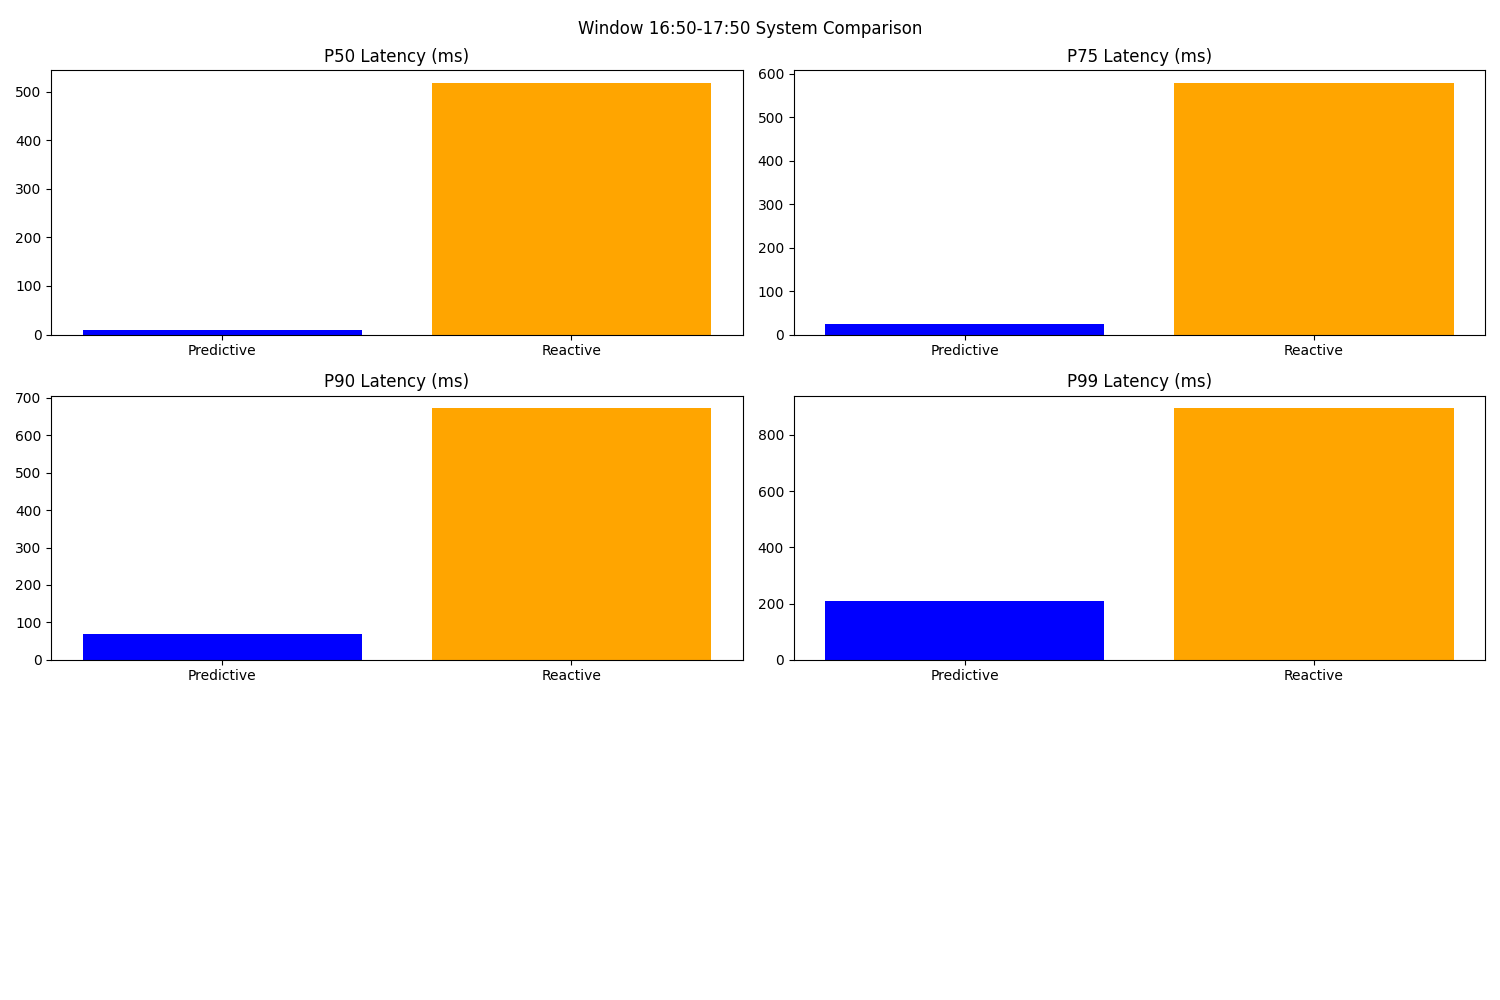 Window 16:50-17:50 System Comparison
P50 Latency (ms)
500
400
300
200
100
0
Predictive Reactive
P75 Latency (ms)
600
500
400
300
200
100
0
Predictive Reactive
P90 Latency (ms)
700
600
500
400
300
200
100
0
Predictive Reactive
P99 Latency (ms)
800
600
400
200
0
Predictive Reactive